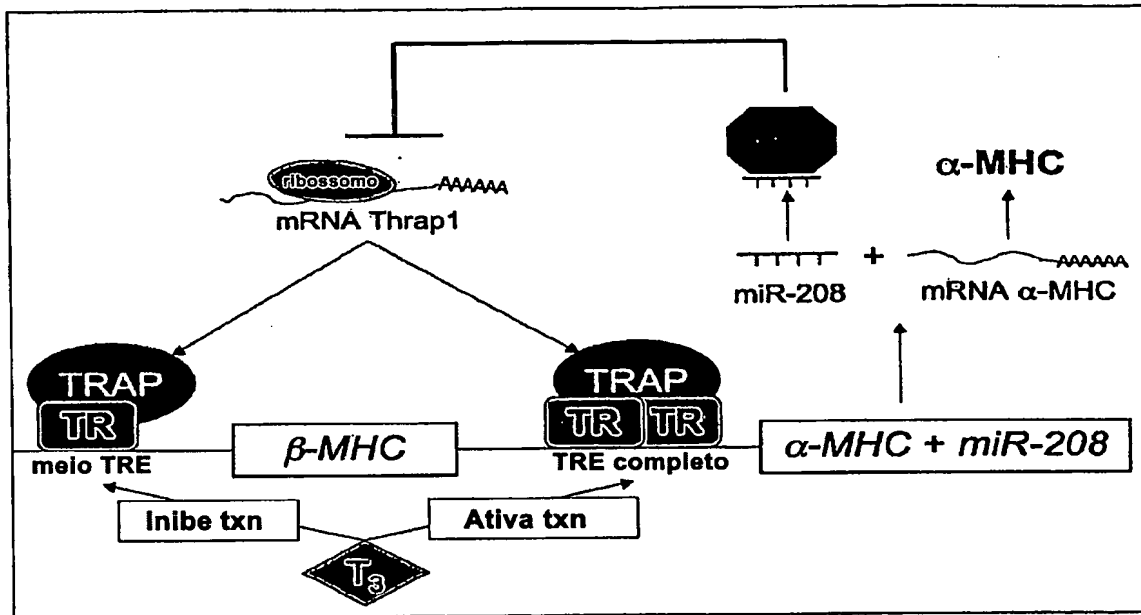 ribossomo
AAAAAA
mRNA Thrap1
α-MHC
miR-208
+
AAAAAA
mRNA α-MHC
TRAP
TR
meio TRE
β-MHC
TRAP
TR TR
TRE completo
α-MHC + miR-208
Inibe txn
Ativa txn
T3